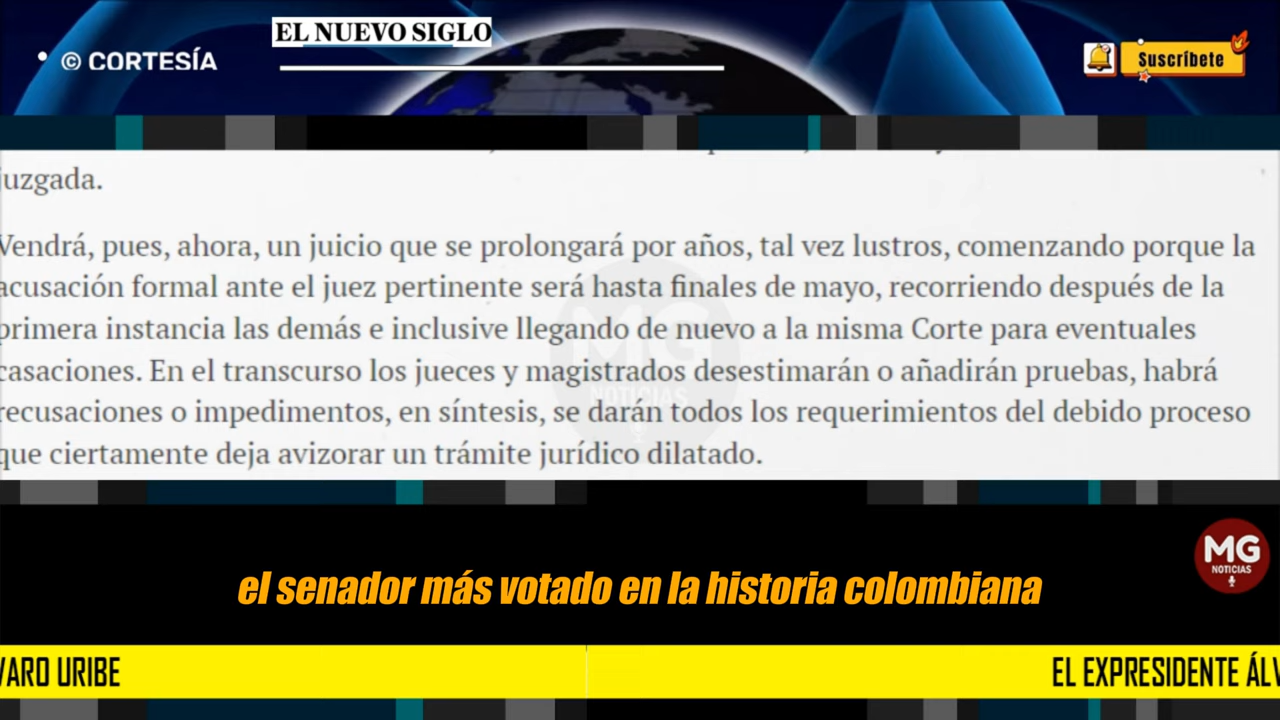 EL NUEVO SIGLO
© CORTESÍA
Suscríbete
juzgada.
Vendrá, pues, ahora, un juicio que se prolongará por años, tal vez lustros, comenzando porque la
acusación formal ante el juez pertinente será hasta finales de mayo, recorriendo después de la
primera instancia las demás e inclusive llegando de nuevo a la misma Corte para eventuales
casaciones. En el transcurso los jueces y magistrados desestimarán o añadirán pruebas, habrá
recusaciones o impedimentos, en síntesis, se darán todos los requerimientos del debido proceso
que ciertamente deja avizorar un trámite jurídico dilatado.
MG
NOTICIAS
MG
NOTICIAS
el senador más votado en la historia colombiana
VARO URIBE
EL EXPRESIDENTE ÁLV